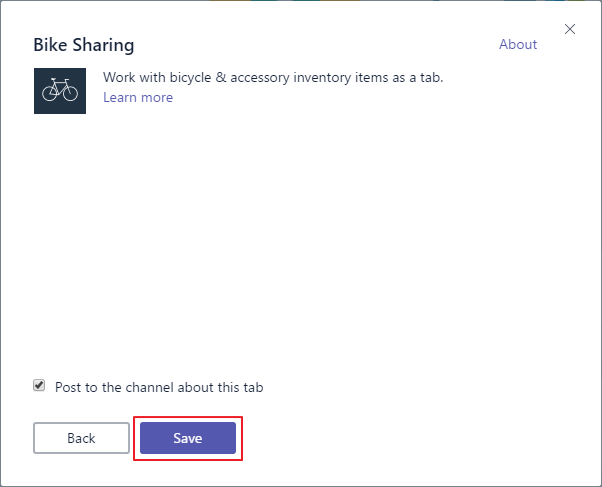 Bike Sharing
About
Work with bicycle & accessory inventory items as a tab.
Learn more
Post to the channel about this tab
Back
Save